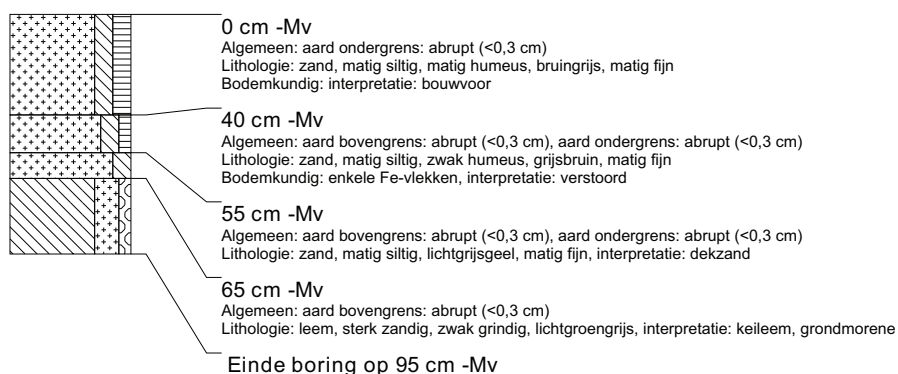 0 cm -Mv
Algemeen: aard ondergrens: abrupt (<0,3 cm)
Lithologie: zand, matig siltig, matig humeus, bruingrijs, matig fijn
Bodemkundig: interpretatie: bouwvoor
40 cm -Mv
Algemeen: aard bovengrens: abrupt (<0,3 cm), aard ondergrens: abrupt (<0,3 cm)
Lithologie: zand, matig siltig, zwak humeus, grijsbruin, matig fijn
Bodemkundig: enkele Fe-vlekken, interpretatie: verstoord
55 cm -Mv
Algemeen: aard bovengrens: abrupt (<0,3 cm), aard ondergrens: abrupt (<0,3 cm)
Lithologie: zand, matig siltig, lichtgrijsgeel, matig fijn, interpretatie: dekzand
65 cm -Mv
Algemeen: aard bovengrens: abrupt (<0,3 cm)
Lithologie: leem, sterk zandig, zwak grindig, lichtgroengrijs, interpretatie: keileem, grondmorene
Einde boring op 95 cm -Mv